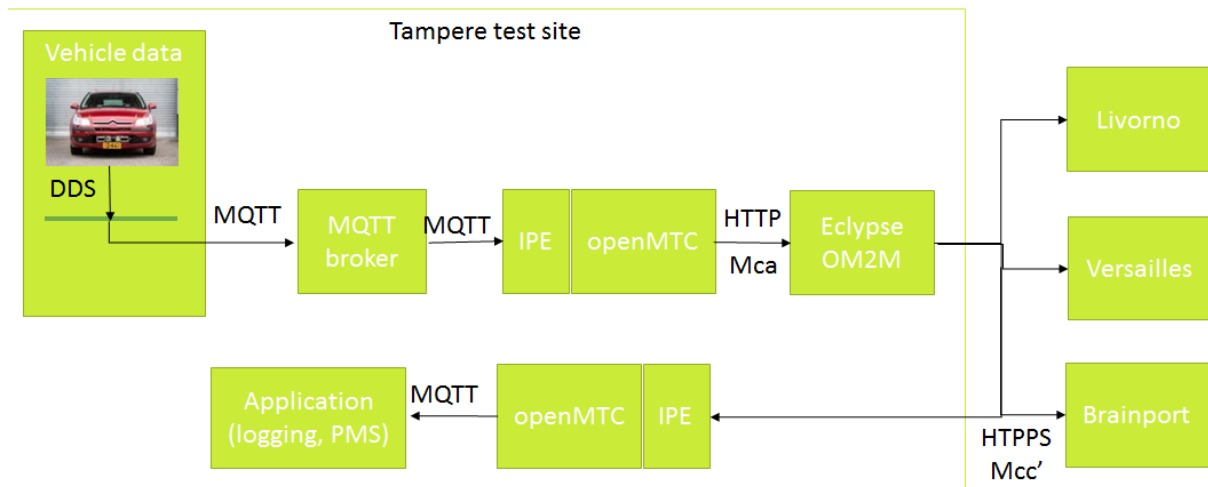 Tampere test site
Vehicle data
DDS
MQTT
MQTT
broker
MQTT
IPE
openMTC
HTTP
Mca
Eclypse
OM2M
Livorno
Versailles
Brainport
HTPPS
Mcc’
Application
(logging, PMS)
MQTT
openMTC
IPE